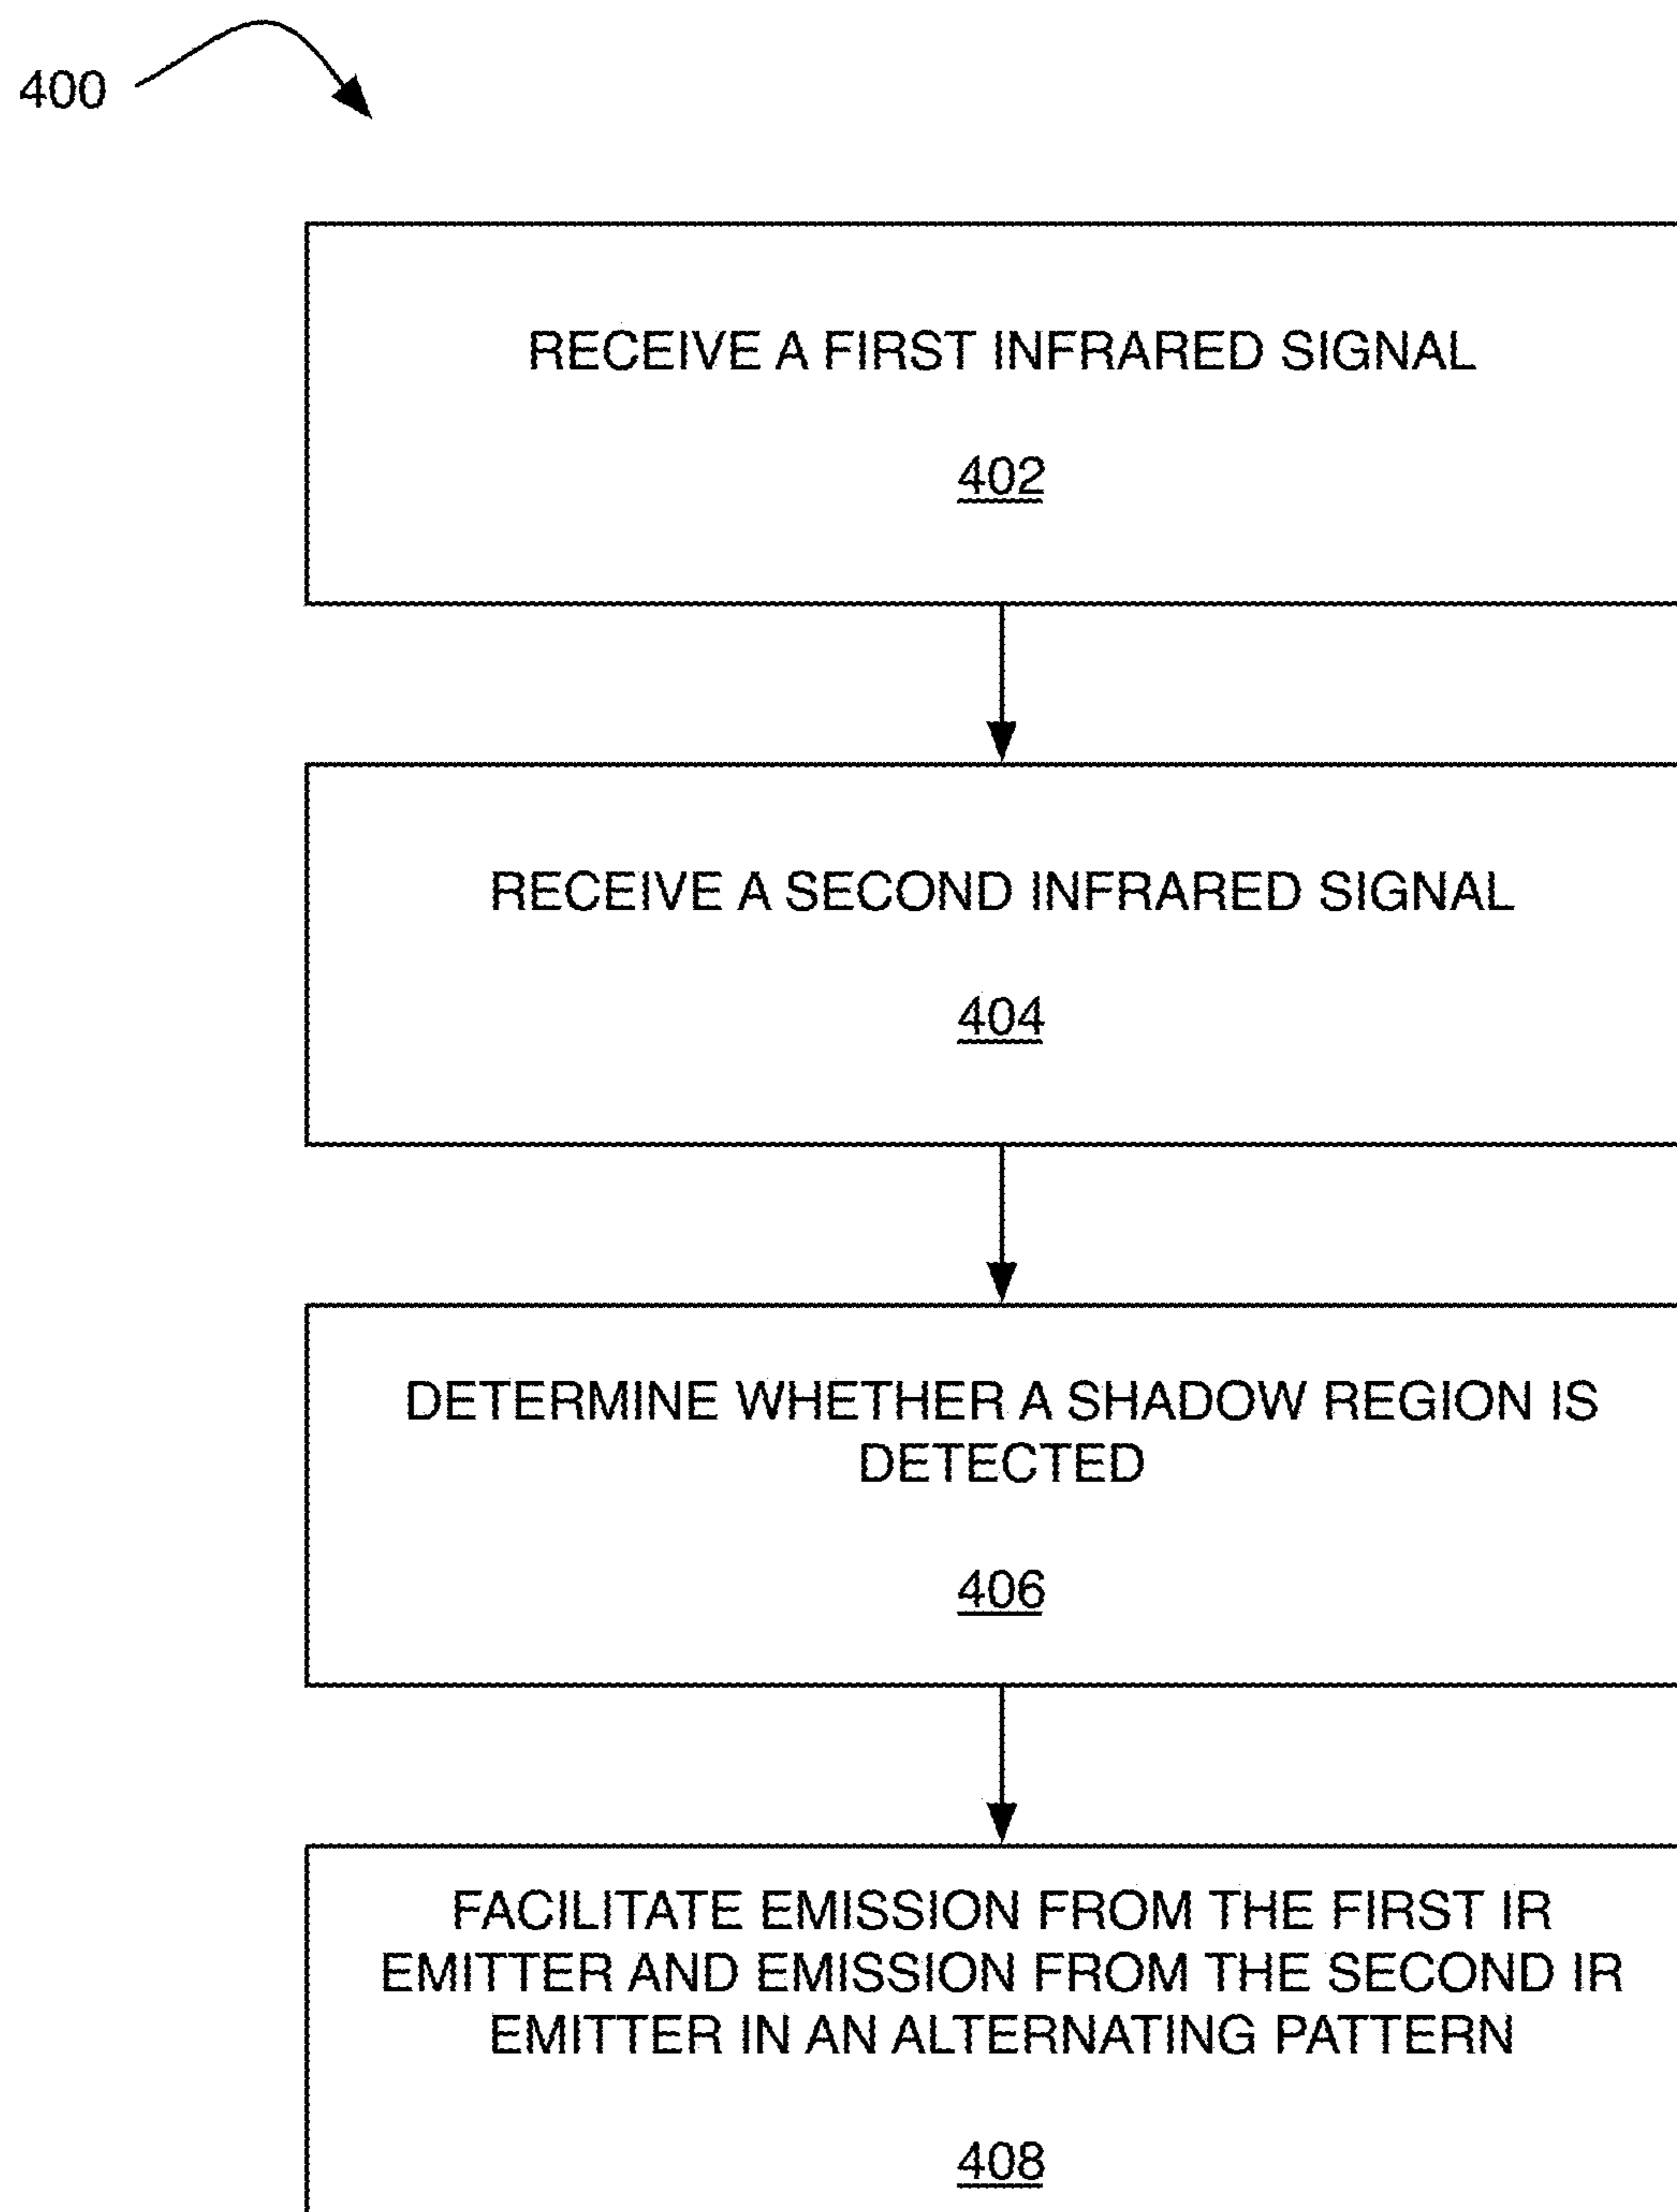 400
RECEIVE A FIRST INFRARED SIGNAL
402
RECEIVE A SECOND INFRARED SIGNAL
404
DETERMINE WHETHER A SHADOW REGION IS
DETECTED
406
FACILITATE EMISSION FROM THE FIRST IR
EMITTER AND EMISSION FROM THE SECOND IR
EMITTER IN AN ALTERNATING PATTERN
408